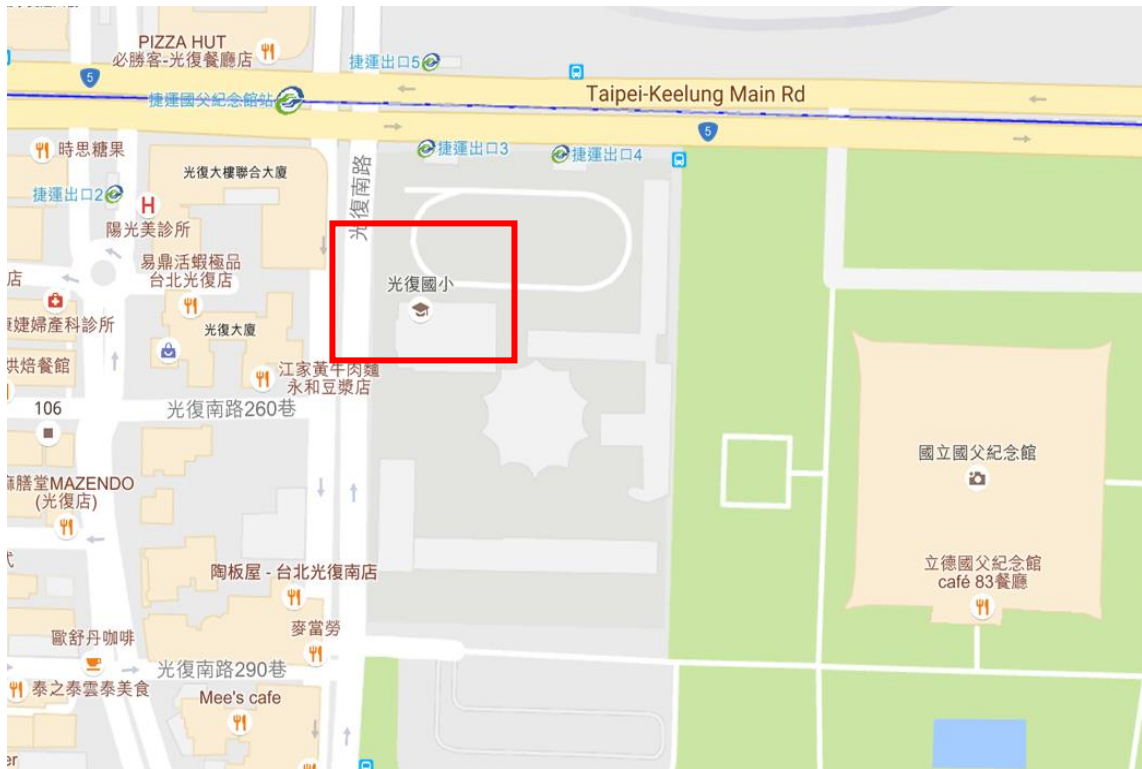 PIZZA HUT
必勝客-光復餐廳店
捷運出口5
5
捷運國父紀念館站
Taipei-Keelung Main Rd
5
時思糖果
捷運出口3
捷運出口4
光復大樓聯合大廈
光復南路
捷運出口2
H
陽光美診所
易鼎活蝦極品
台北光復店
店
光復國小
婕婦產科診所
光復大廈
烘焙餐館
江家黃牛肉麵
永和豆漿店
106
光復南路260巷
國立國父紀念館
麻膳堂MAZENDO
(光復店)
式
陶板屋 - 台北光復南店
立德國父紀念館
café 83餐廳
麥當勞
歐舒丹咖啡
光復南路290巷
泰之泰雲泰美食
Mee's cafe
er